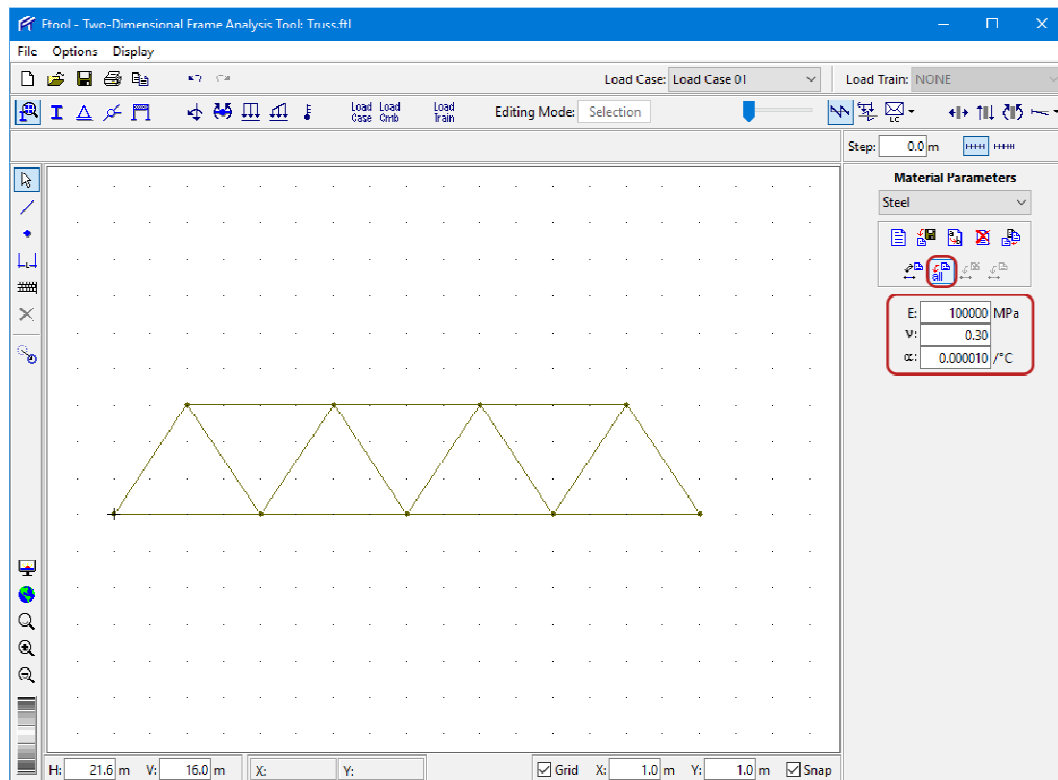 Ftool - Two-Dimensional Frame Analysis Tool: Truss.ftl
File Options Display
Load Case: Load Case 01 Load Train: NONE
Load Case Load Cmb Load Train Editing Mode: Selection LC
Step: 0.0 m
Material Parameters
Steel
all
E: 100000 MPa
ν: 0.30
α: 0.000010 /°C
H: 21.6 m V: 16.0 m X: Y: Grid X: 1.0 m Y: 1.0 m Snap